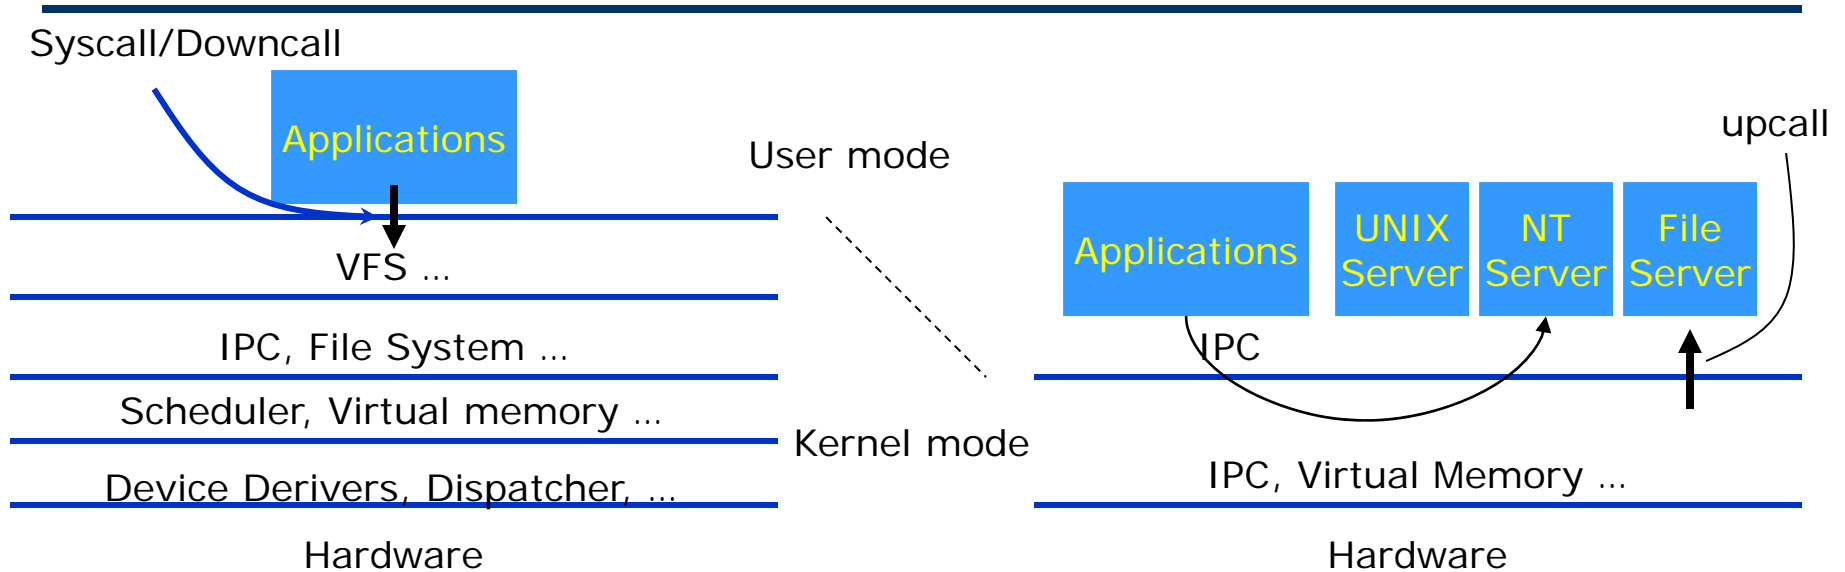 Syscall/Downcall
Applications
VFS ...
IPC, File System ...
Scheduler, Virtual memory ...
Device Derivers, Dispatcher, ...
Hardware
User mode
Kernel mode
upcall
Applications
UNIX
Server
NT
Server
File
Server
IPC
IPC, Virtual Memory ...
Hardware